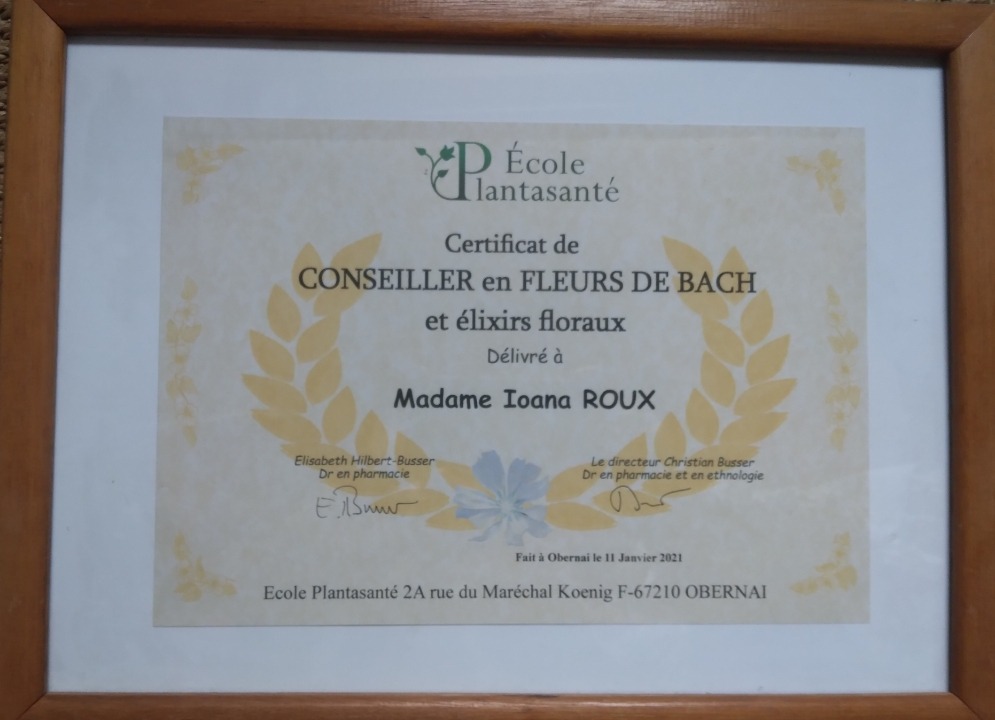 École
Plantasanté
Certificat de
CONSEILLER en FLEURS DE BACH
et élixirs floraux
Délivré à
Madame Ioana ROUX
Elisabeth Hilbert-Busser
Dr en pharmacie
Le directeur Christian Busser
Dr en pharmacie et en ethnologie
Fait à Obernai le 11 Janvier 2021
Ecole Plantasanté 2A rue du Maréchal Koenig F-67210 OBERNAI